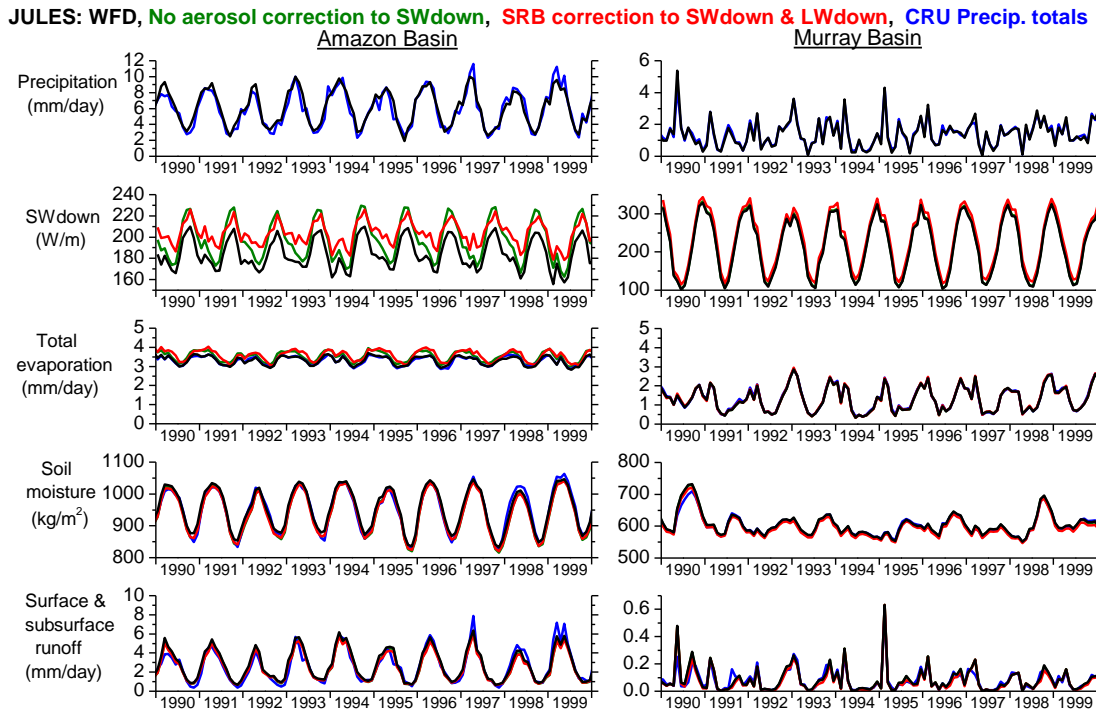 JULES: WFD, No aerosol correction to SWdown, SRB correction to SWdown & LWdown, CRU Precip. totals
Amazon Basin
Murray Basin
Precipitation
(mm/day)
12
10
8
6
4
2
0
1990 1991 1992 1993 1994 1995 1996 1997 1998 1999
6
4
2
0
1990 1991 1992 1993 1994 1995 1996 1997 1998 1999
SWdown
(W/m)
240
220
200
180
160
1990 1991 1992 1993 1994 1995 1996 1997 1998 1999
300
200
100
1990 1991 1992 1993 1994 1995 1996 1997 1998 1999
Total
evaporation
(mm/day)
5
4
3
2
1
0
1990 1991 1992 1993 1994 1995 1996 1997 1998 1999
5
4
3
2
1
0
1990 1991 1992 1993 1994 1995 1996 1997 1998 1999
Soil
moisture
(kg/m²)
1100
1000
900
800
1990 1991 1992 1993 1994 1995 1996 1997 1998 1999
800
700
600
500
1990 1991 1992 1993 1994 1995 1996 1997 1998 1999
Surface &
subsurface
runoff
(mm/day)
10
8
6
4
2
0
1990 1991 1992 1993 1994 1995 1996 1997 1998 1999
0.6
0.4
0.2
0.0
1990 1991 1992 1993 1994 1995 1996 1997 1998 1999